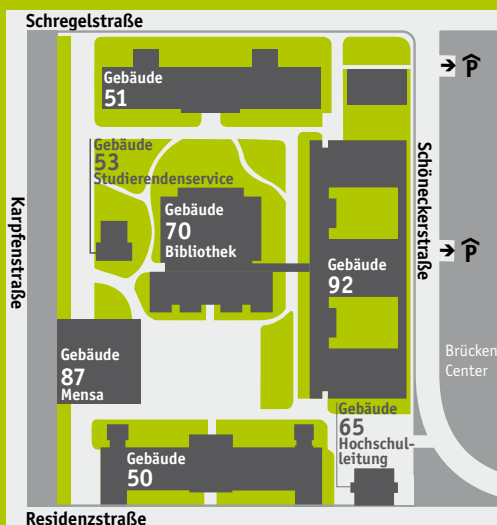 Schregelstraße
Gebäude
51
P
Gebäude
53
Studierendenservice
Schöneckerstraße
Karpfenstraße
Gebäude
70
Bibliothek
P
Gebäude
92
Gebäude
87
Mensa
Brücken
Center
Gebäude
65
Hochschul-
leitung
Gebäude
50
Residenzstraße